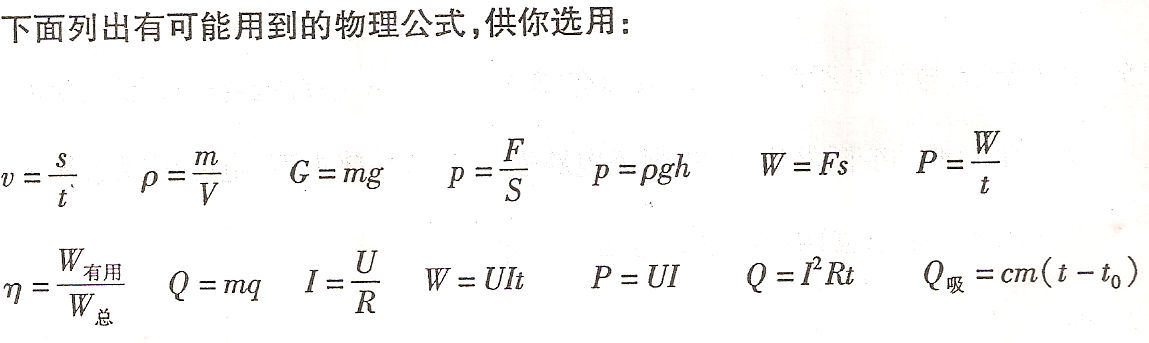 下面列出有可能用到的物理公式,供你选用:
v = s/t ρ = m/V G = mg p = F/S p = ρgh W = Fs P = W/t
η = W有用/W总 Q = mq I = U/R W = UIt P = UI Q = I²Rt Q吸 = cm(t - t₀)